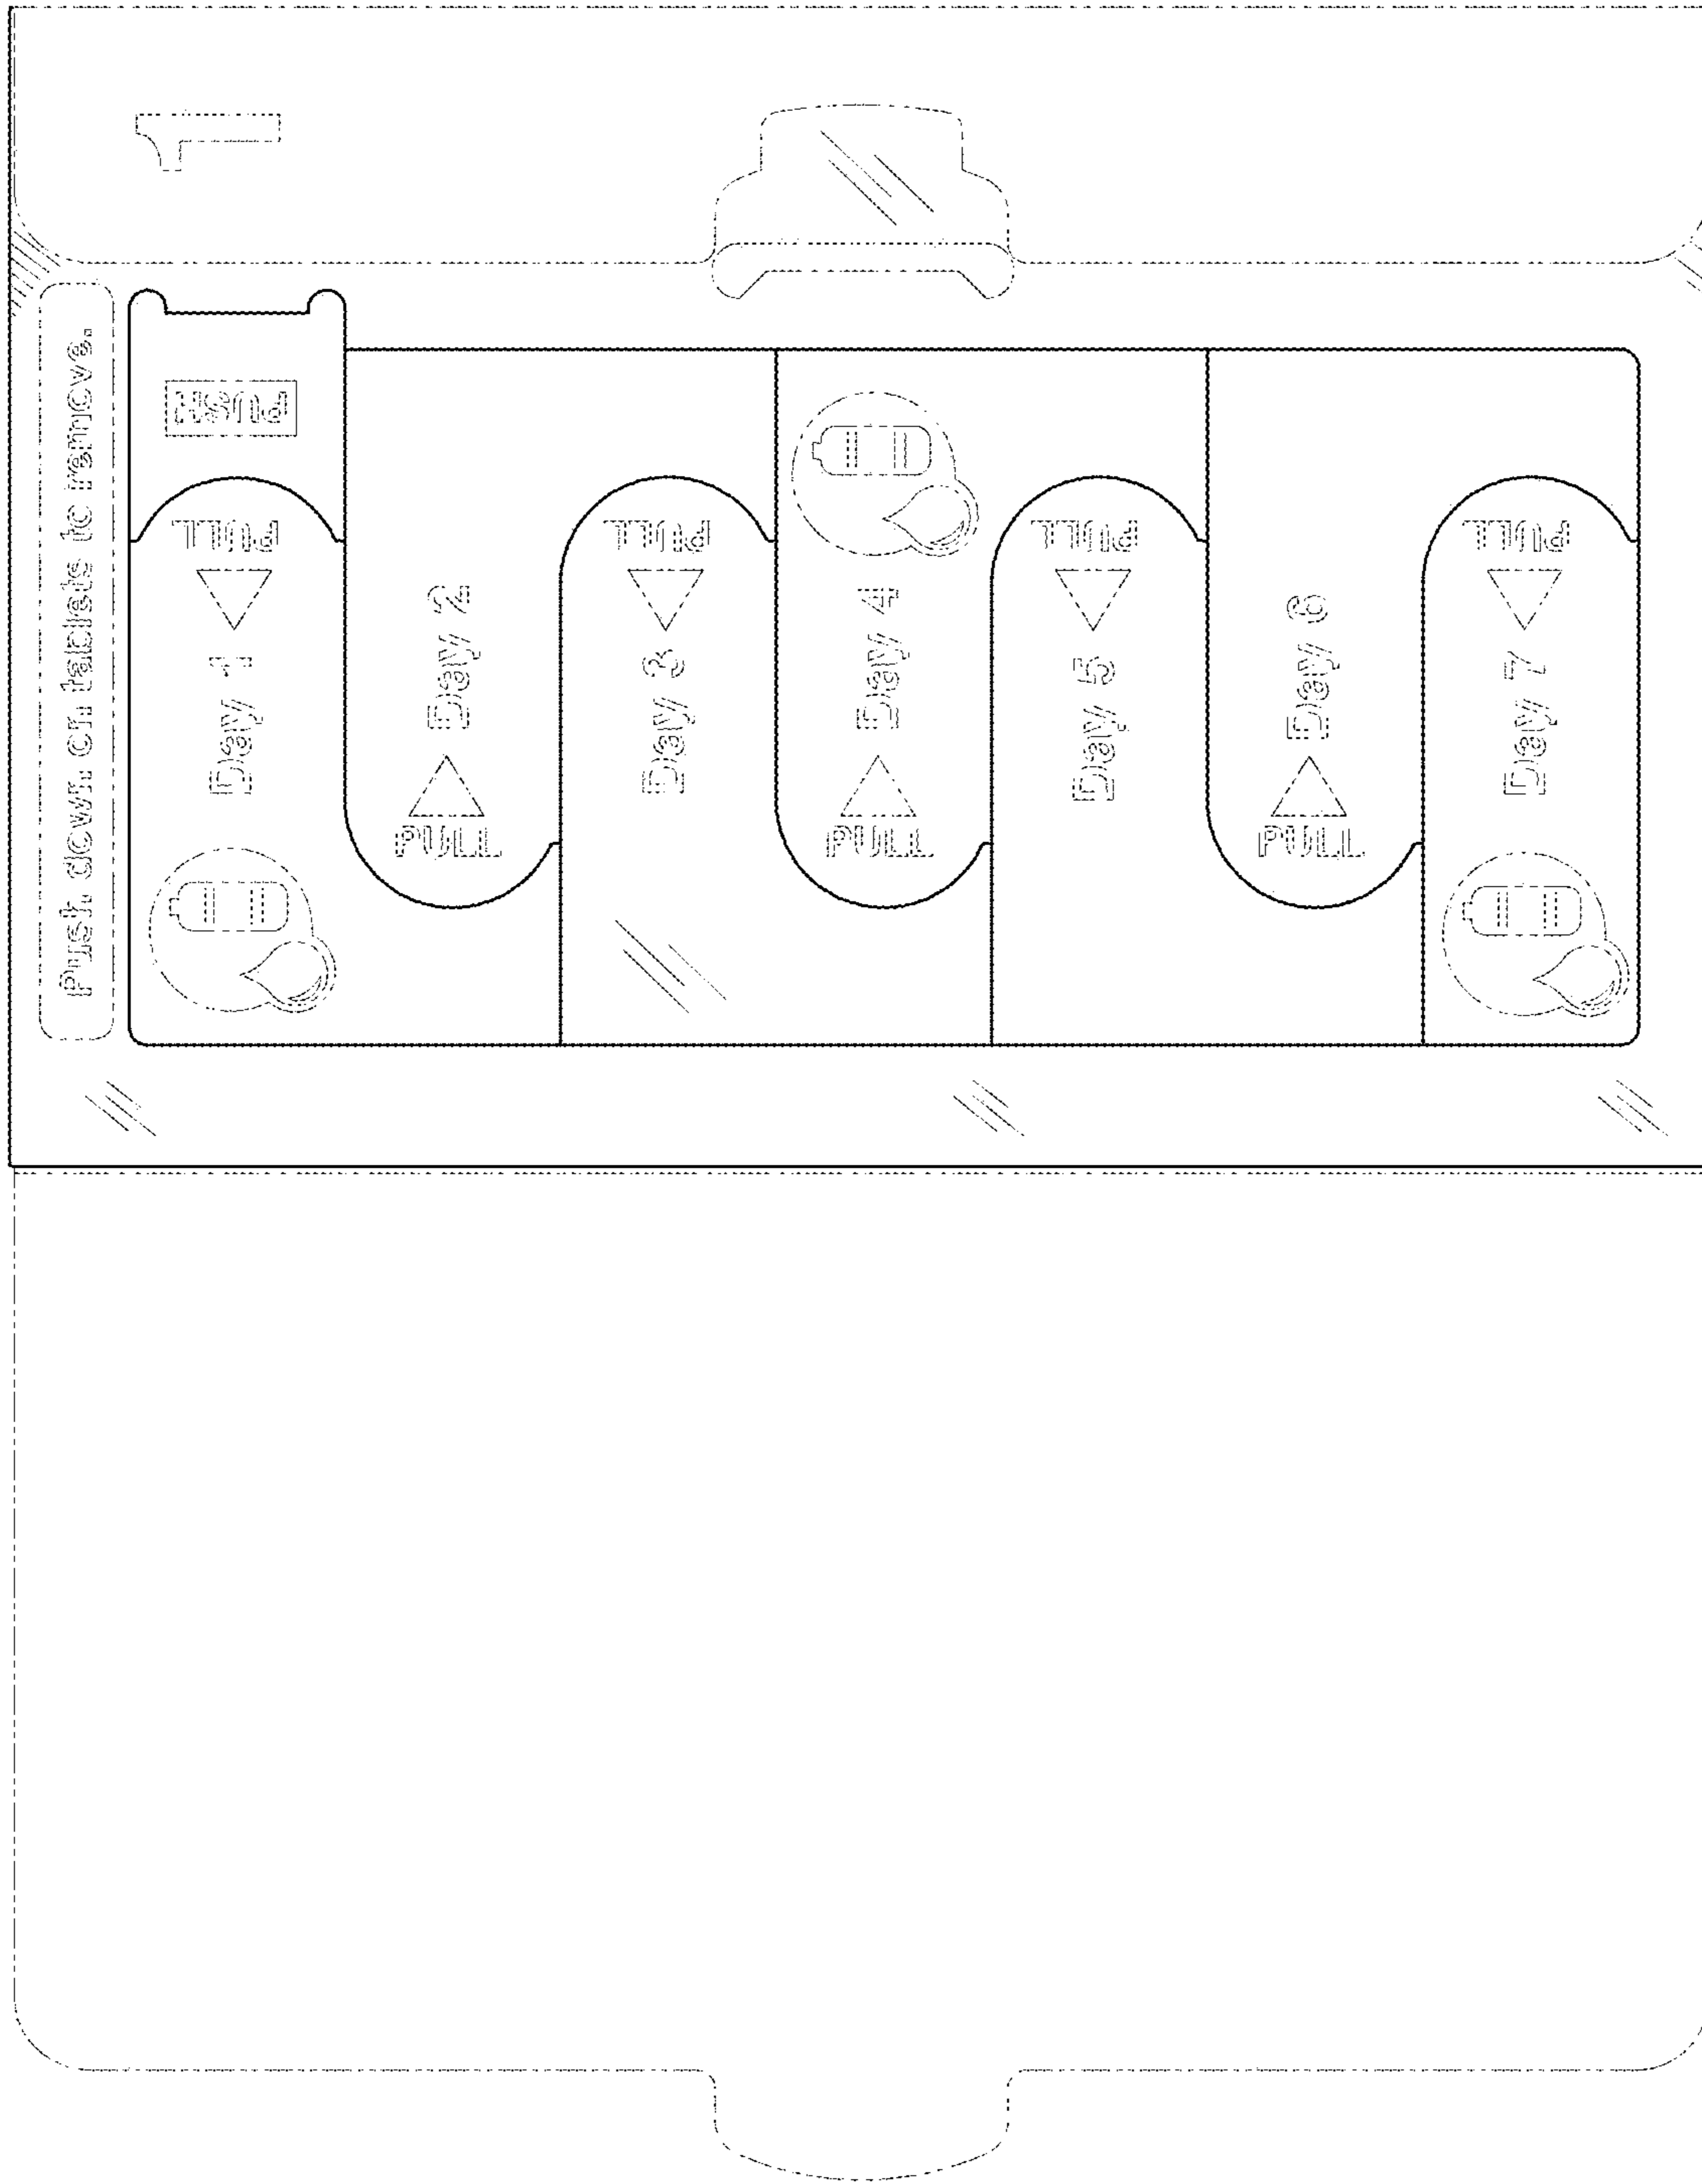 1
Push down on tablets to remove.
PUSH
PULL
Day 1
Day 2
PULL
PULL
Day 3
Day 4
PULL
PULL
Day 5
Day 6
PULL
PULL
Day 7